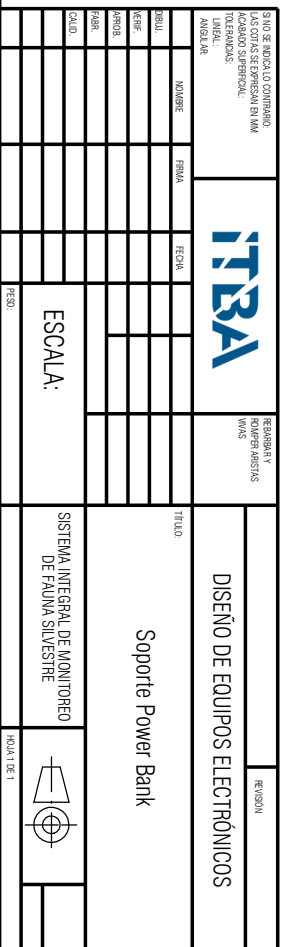 SI NO SE INDICA LO CONTRARIO:
LAS COTAS SE EXPRESAN EN MM
ACABADO SUPERFICIAL:
TOLERANCIAS:
LINEAL:
ANGULAR:
ITBA
REBARBAR Y
ROMPER ARISTAS
VIVAS
REVISIÓN
DISEÑO DE EQUIPOS ELECTRÓNICOS
NOMBRE
FIRMA
FECHA
DIBUJ.
VERIF.
APROB.
FABR.
CALID.
TÍTULO:
Soporte Power Bank
ESCALA:
SISTEMA INTEGRAL DE MONITOREO
DE FAUNA SILVESTRE
PESO:
HOJA 1 DE 1